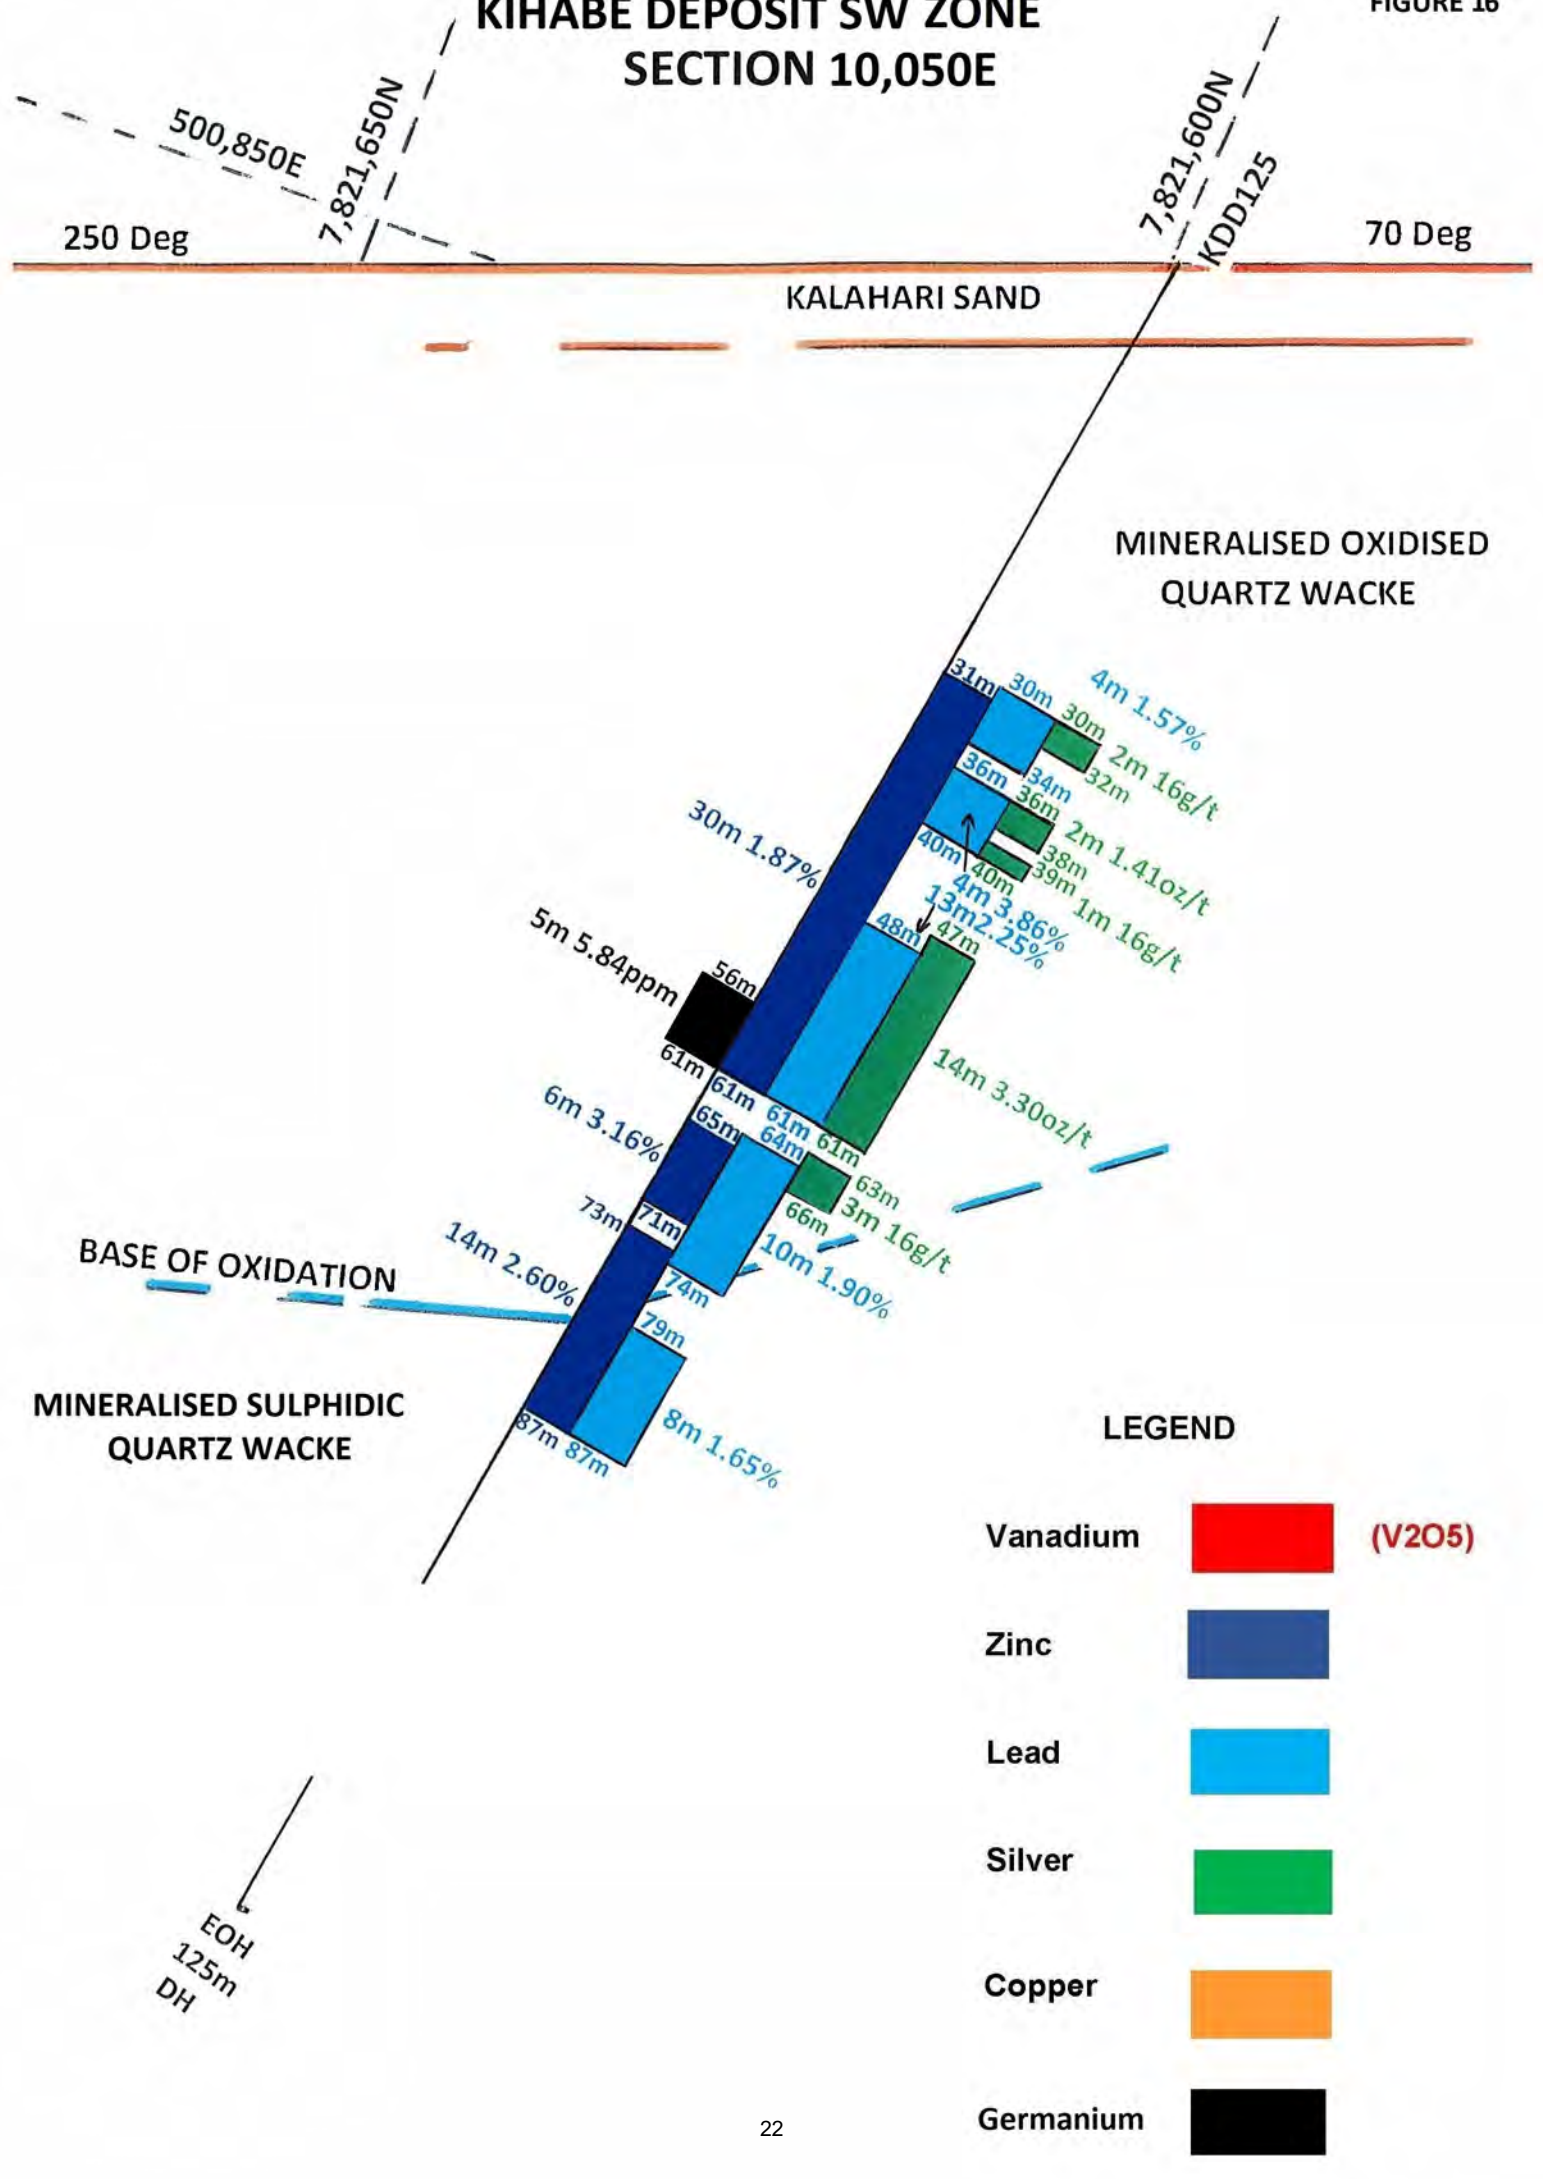 KIHABE DEPOSIT SW ZONE
FIGURE 16
SECTION 10,050E
500,850E
7,821,650N
7,821,600N
KDD125
250 Deg
70 Deg
KALAHARI SAND
MINERALISED OXIDISED
QUARTZ WACKE
31m
30m
4m 1.57%
30m
2m 16g/t
32m
34m
36m
36m
2m 1.41oz/t
38m
39m
1m 16g/t
40m
40m
4m 3.86%
13m2.25%
30m 1.87%
48m
47m
5m 5.84ppm
56m
61m
61m
61m
61m
14m 3.30oz/t
6m 3.16%
65m
64m
63m
3m 16g/t
66m
10m 1.90%
73m
71m
74m
14m 2.60%
BASE OF OXIDATION
79m
87m
87m
8m 1.65%
MINERALISED SULPHIDIC
QUARTZ WACKE
LEGEND
Vanadium
(V2O5)
Zinc
Lead
Silver
Copper
Germanium
EOH
125m
DH
22